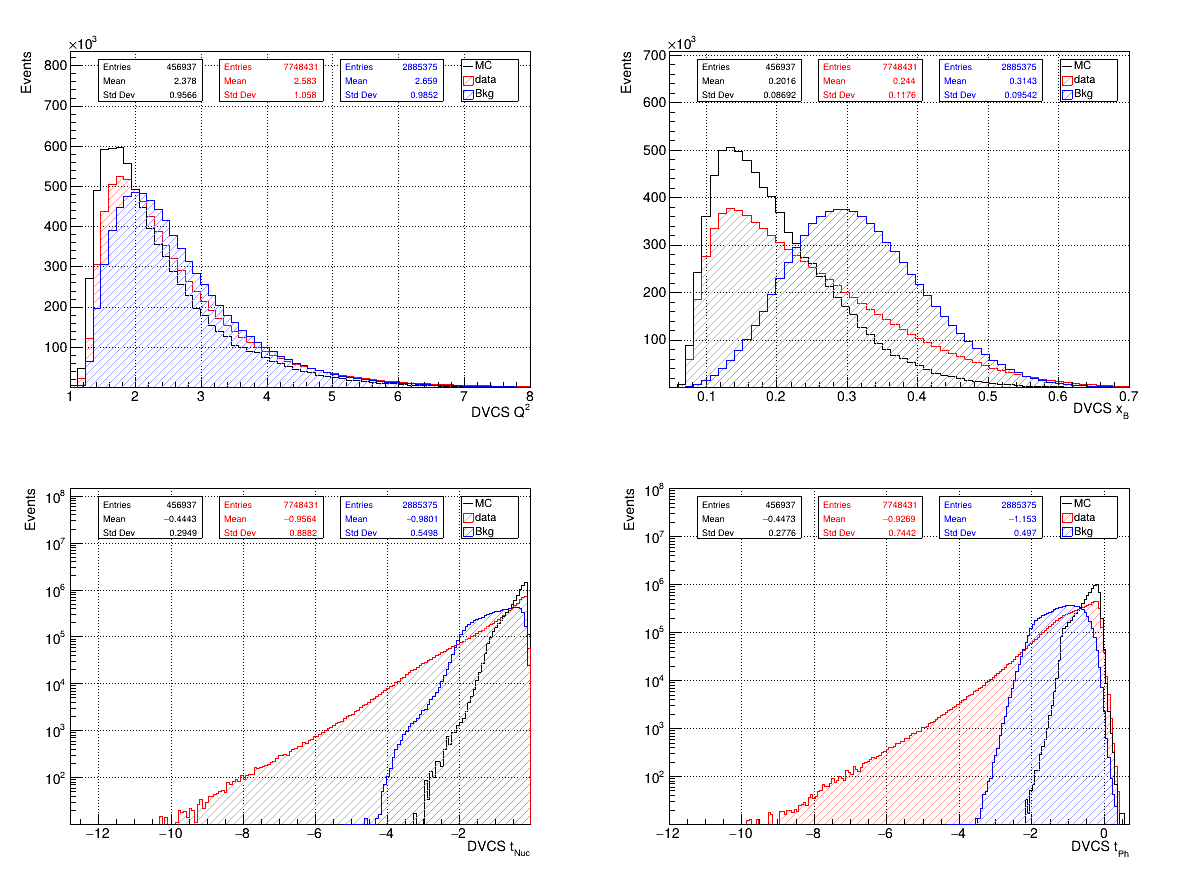 ×10³
Events
Entries 456937
Mean 2.378
Std Dev 0.9566
Entries 7748431
Mean 2.583
Std Dev 1.058
Entries 2885375
Mean 2.659
Std Dev 0.9852
MC
data
Bkg
800
700
600
500
400
300
200
100
1 2 3 4 5 6 7 8
DVCS Q²
×10³
Events
Entries 456937
Mean 0.2016
Std Dev 0.08692
Entries 7748431
Mean 0.244
Std Dev 0.1176
Entries 2885375
Mean 0.3143
Std Dev 0.09542
MC
data
Bkg
700
600
500
400
300
200
100
0.1 0.2 0.3 0.4 0.5 0.6 0.7
DVCS x_B
Events
Entries 456937
Mean −0.4443
Std Dev 0.2949
Entries 7748431
Mean −0.9564
Std Dev 0.8882
Entries 2885375
Mean −0.9801
Std Dev 0.5498
MC
data
Bkg
10⁸
10⁷
10⁶
10⁵
10⁴
10³
10²
−12 −10 −8 −6 −4 −2
DVCS t_Nuc
Events
Entries 456937
Mean −0.4473
Std Dev 0.2776
Entries 7748431
Mean −0.9269
Std Dev 0.7442
Entries 2885375
Mean −1.153
Std Dev 0.497
MC
data
Bkg
10⁸
10⁷
10⁶
10⁵
10⁴
10³
10²
−12 −10 −8 −6 −4 −2 0
DVCS t_Ph